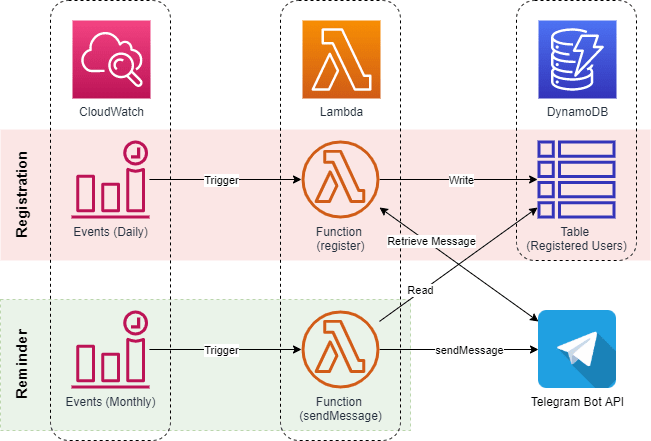 CloudWatch
Lambda
DynamoDB
Registration
Trigger
Write
Events (Daily)
Function
(register)
Table
(Registered Users)
Retrieve Message
Read
Reminder
Trigger
sendMessage
Events (Monthly)
Function
(sendMessage)
Telegram Bot API